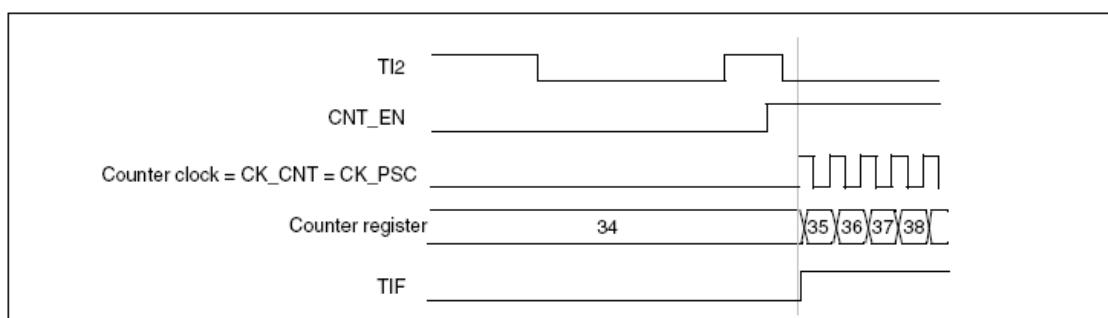 TI2
CNT_EN
Counter clock = CK_CNT = CK_PSC
Counter register 34 35 36 37 38
TIF